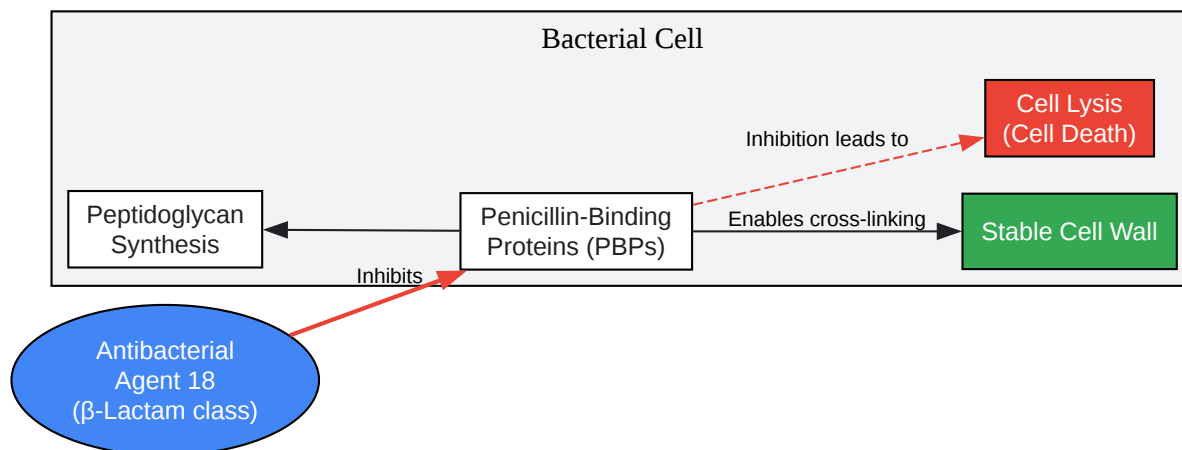 Bacterial Cell
Cell Lysis
(Cell Death)
Inhibition leads to
Peptidoglycan
Synthesis
Penicillin-Binding
Proteins (PBPs)
Enables cross-linking
Stable Cell Wall
Inhibits
Antibacterial
Agent 18
(β-Lactam class)